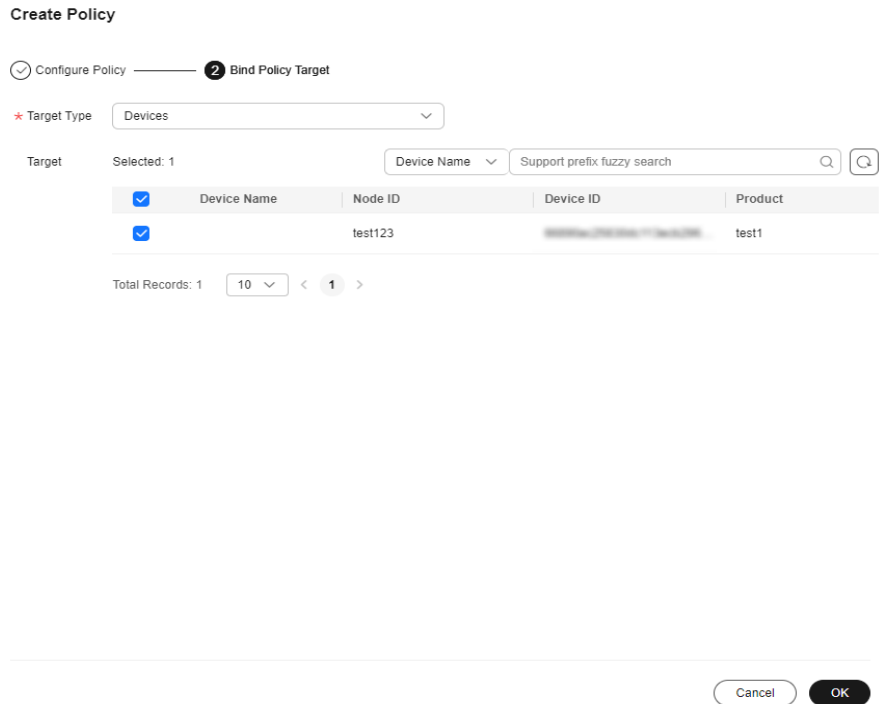 Create Policy
Configure Policy 2 Bind Policy Target
* Target Type Devices
Target Selected: 1 Device Name Support prefix fuzzy search
Device Name Node ID Device ID Product
test123 test1
Total Records: 1 10 < 1 >
Cancel OK